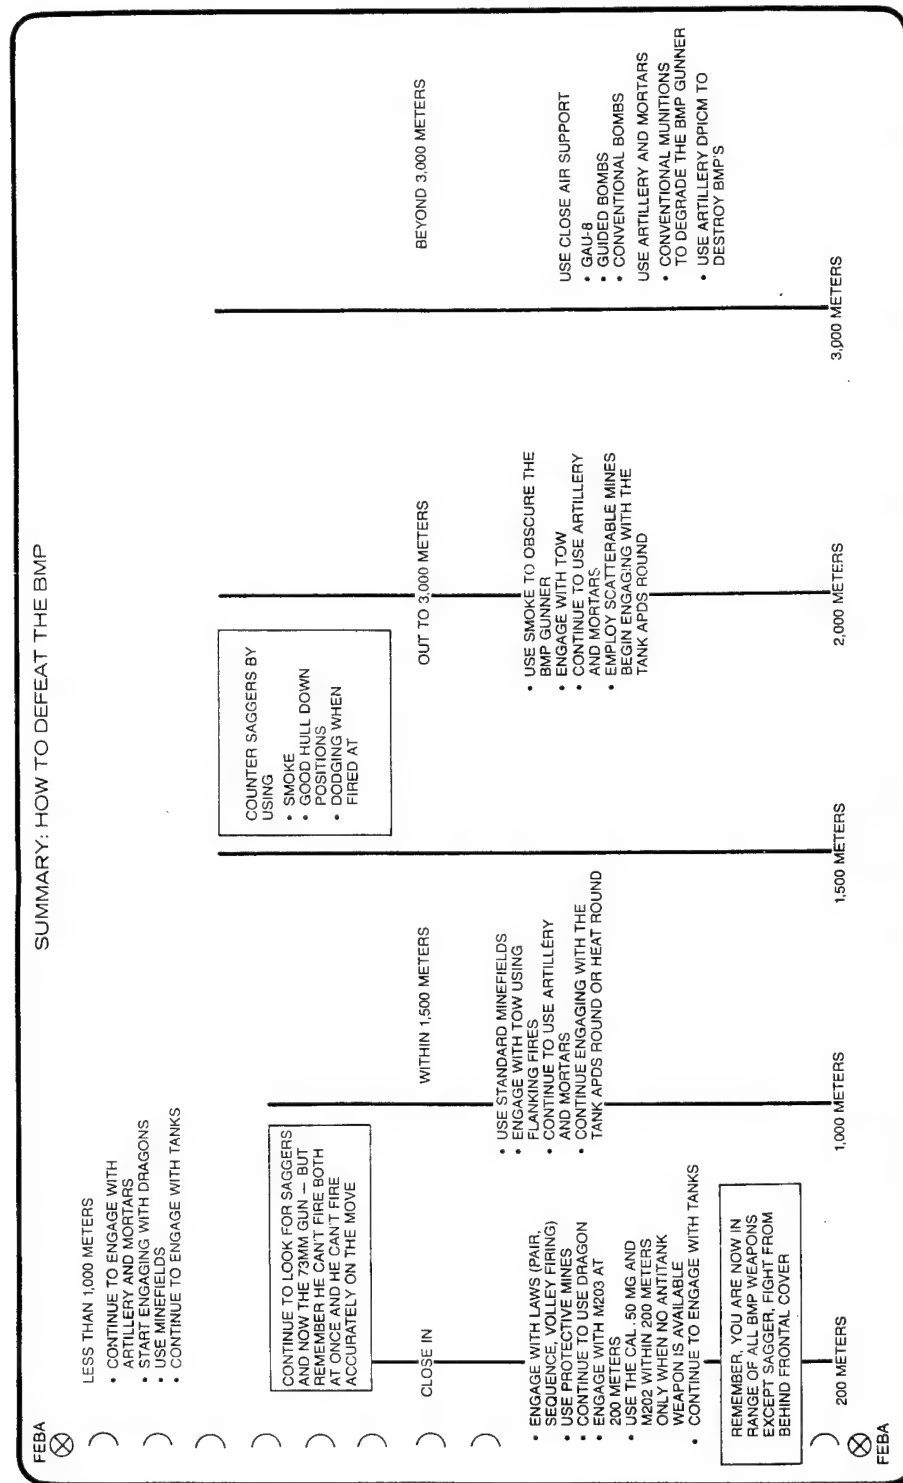 SUMMARY: HOW TO DEFEAT THE BMP
FEBA
LESS THAN 1,000 METERS
• CONTINUE TO ENGAGE WITH
ARTILLERY AND MORTARS
• START ENGAGING WITH DRAGONS
• USE MINEFIELDS
• CONTINUE TO ENGAGE WITH TANKS
CONTINUE TO LOOK FOR SAGGERS
AND NOW THE 73MM GUN — BUT
REMEMBER HE CAN'T FIRE BOTH
AT ONCE AND HE CAN'T FIRE
ACCURATELY ON THE MOVE
COUNTER SAGGERS BY
USING
• SMOKE
• GOOD HULL DOWN
POSITIONS
• DODGING WHEN
FIRED AT
CLOSE IN
WITHIN 1,500 METERS
OUT TO 3,000 METERS
BEYOND 3,000 METERS
• ENGAGE WITH LAWS (PAIR,
SEQUENCE, VOLLEY FIRING)
• USE PROTECTIVE MINES
• CONTINUE TO USE DRAGON
• ENGAGE WITH M203 AT
200 METERS
• USE THE CAL .50 MG AND
M202 WITHIN 200 METERS
ONLY WHEN NO ANTITANK
WEAPON IS AVAILABLE
• CONTINUE TO ENGAGE WITH TANKS
• USE STANDARD MINEFIELDS
• ENGAGE WITH TOW USING
FLANKING FIRES
• CONTINUE TO USE ARTILLERY
AND MORTARS
• CONTINUE ENGAGING WITH THE
TANK APDS ROUND OR HEAT ROUND
• USE SMOKE TO OBSCURE THE
BMP GUNNER
• ENGAGE WITH TOW
• CONTINUE TO USE ARTILLERY
AND MORTARS
• EMPLOY SCATTERABLE MINES
BEGIN ENGAGING WITH THE
TANK APDS ROUND
USE CLOSE AIR SUPPORT
• GAU-8
• GUIDED BOMBS
• CONVENTIONAL BOMBS
USE ARTILLERY AND MORTARS
• CONVENTIONAL MUNITIONS
TO DEGRADE THE BMP GUNNER
• USE ARTILLERY DPICM TO
DESTROY BMP'S
REMEMBER, YOU ARE NOW IN
RANGE OF ALL BMP WEAPONS
EXCEPT SAGGER, FIGHT FROM
BEHIND FRONTAL COVER
FEBA
200 METERS
1,000 METERS
1,500 METERS
2,000 METERS
3,000 METERS